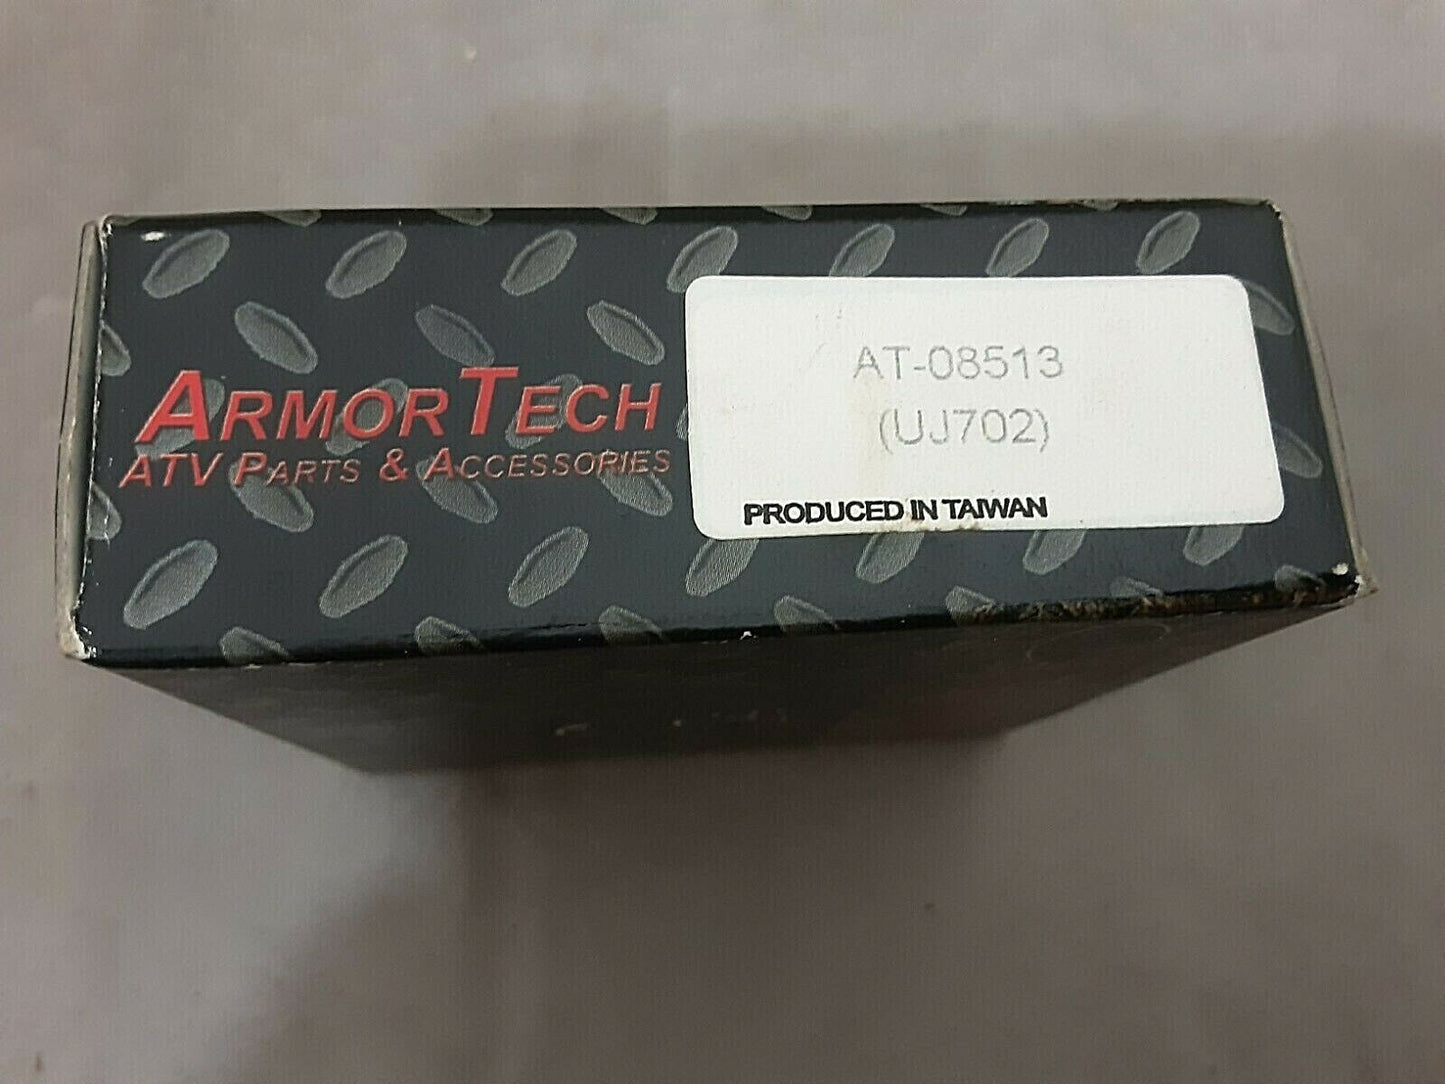 ARMORTECH
ATV PARTS & ACCESSORIES
AT-08513
(UJ702)
PRODUCED IN TAIWAN